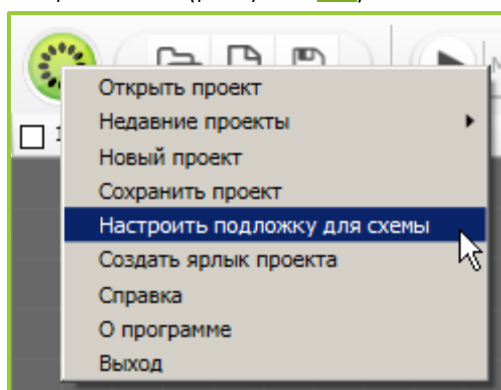 Открыть проект
Недавние проекты
Новый проект
Сохранить проект
Настроить подложку для схемы
Создать ярлык проекта
Справка
О программе
Выход